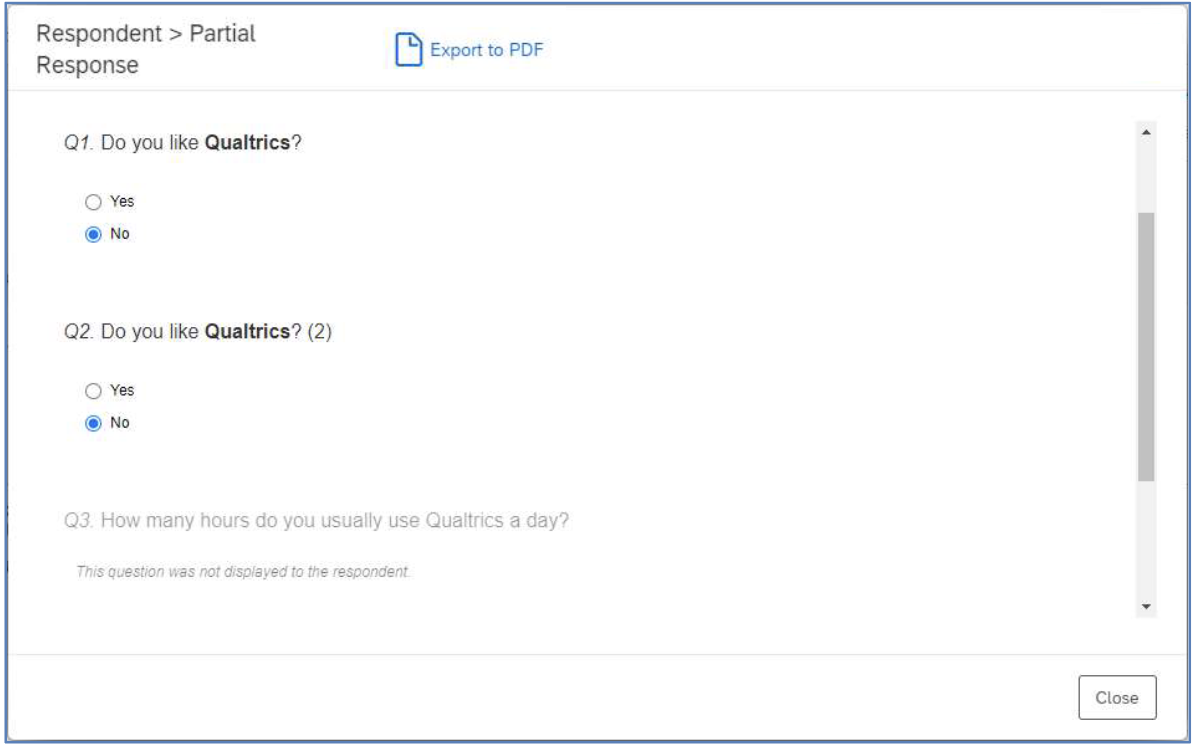 Respondent > Partial
Response
Export to PDF
Q1. Do you like Qualtrics?
Yes
No
Q2. Do you like Qualtrics? (2)
Yes
No
Q3. How many hours do you usually use Qualtrics a day?
This question was not displayed to the respondent.
Close